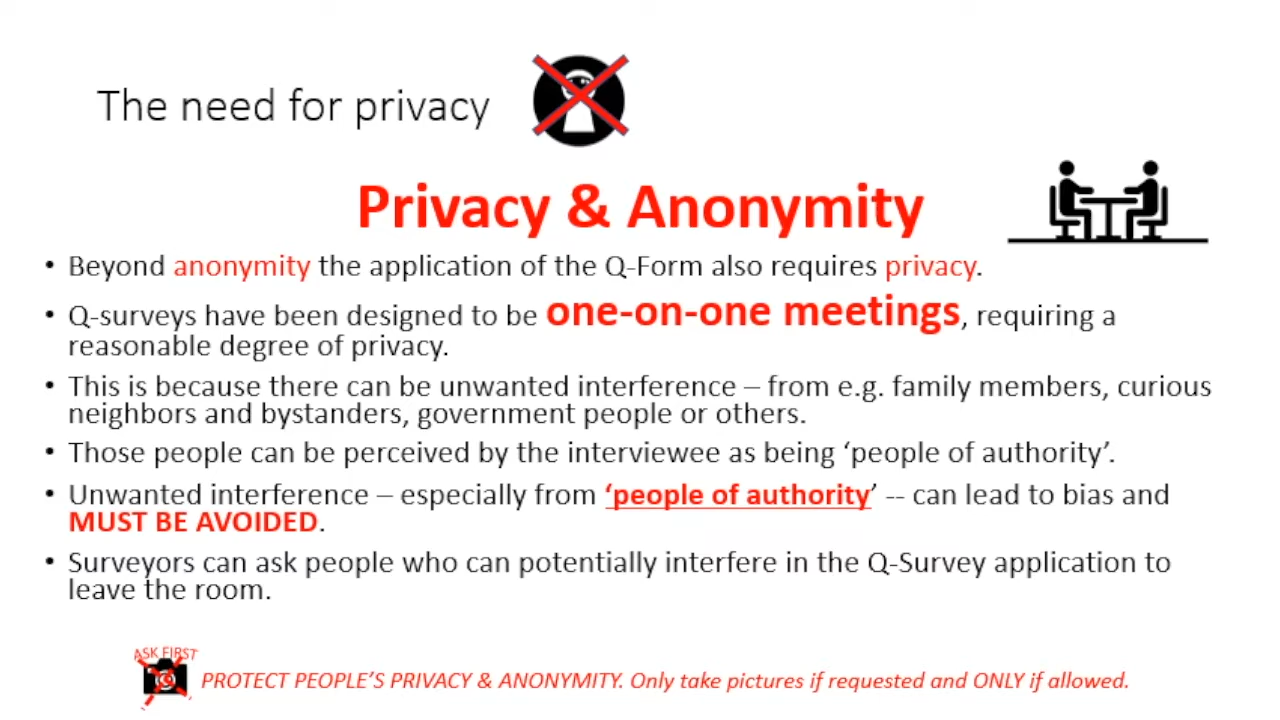 The need for privacy
Privacy & Anonymity
• Beyond anonymity the application of the Q-Form also requires privacy.
• Q-surveys have been designed to be one-on-one meetings, requiring a
reasonable degree of privacy.
• This is because there can be unwanted interference – from e.g. family members, curious
neighbors and bystanders, government people or others.
• Those people can be perceived by the interviewee as being ‘people of authority’.
• Unwanted interference – especially from ‘people of authority’ -- can lead to bias and
MUST BE AVOIDED.
• Surveyors can ask people who can potentially interfere in the Q-Survey application to
leave the room.
ASK FIRST
PROTECT PEOPLE’S PRIVACY & ANONYMITY. Only take pictures if requested and ONLY if allowed.